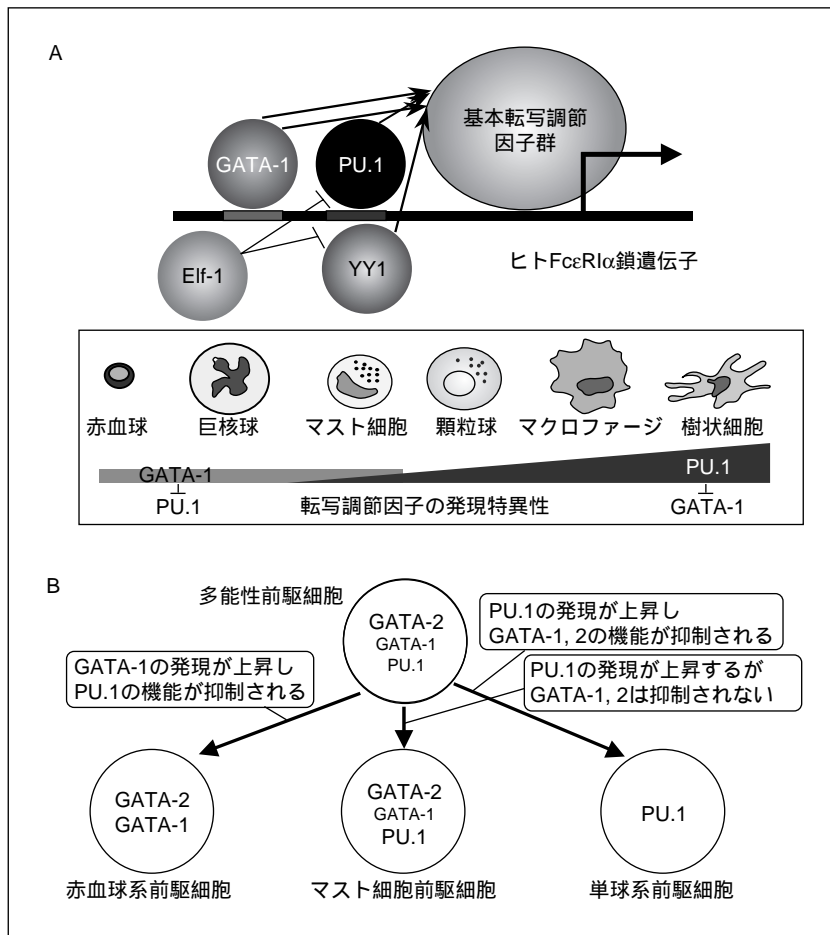 A
基本転写調節
因子群
GATA-1
PU.1
Elf-1
YY1
ヒトFcεRIα鎖遺伝子
赤血球
巨核球
マスト細胞
顆粒球
マクロファージ
樹状細胞
GATA-1
PU.1
PU.1
転写調節因子の発現特異性
GATA-1
B
多能性前駆細胞
GATA-2
GATA-1
PU.1
PU.1の発現が上昇し
GATA-1, 2の機能が抑制される
GATA-1の発現が上昇し
PU.1の機能が抑制される
PU.1の発現が上昇するが
GATA-1, 2は抑制されない
GATA-2
GATA-1
GATA-2
GATA-1
PU.1
PU.1
赤血球系前駆細胞
マスト細胞前駆細胞
単球系前駆細胞